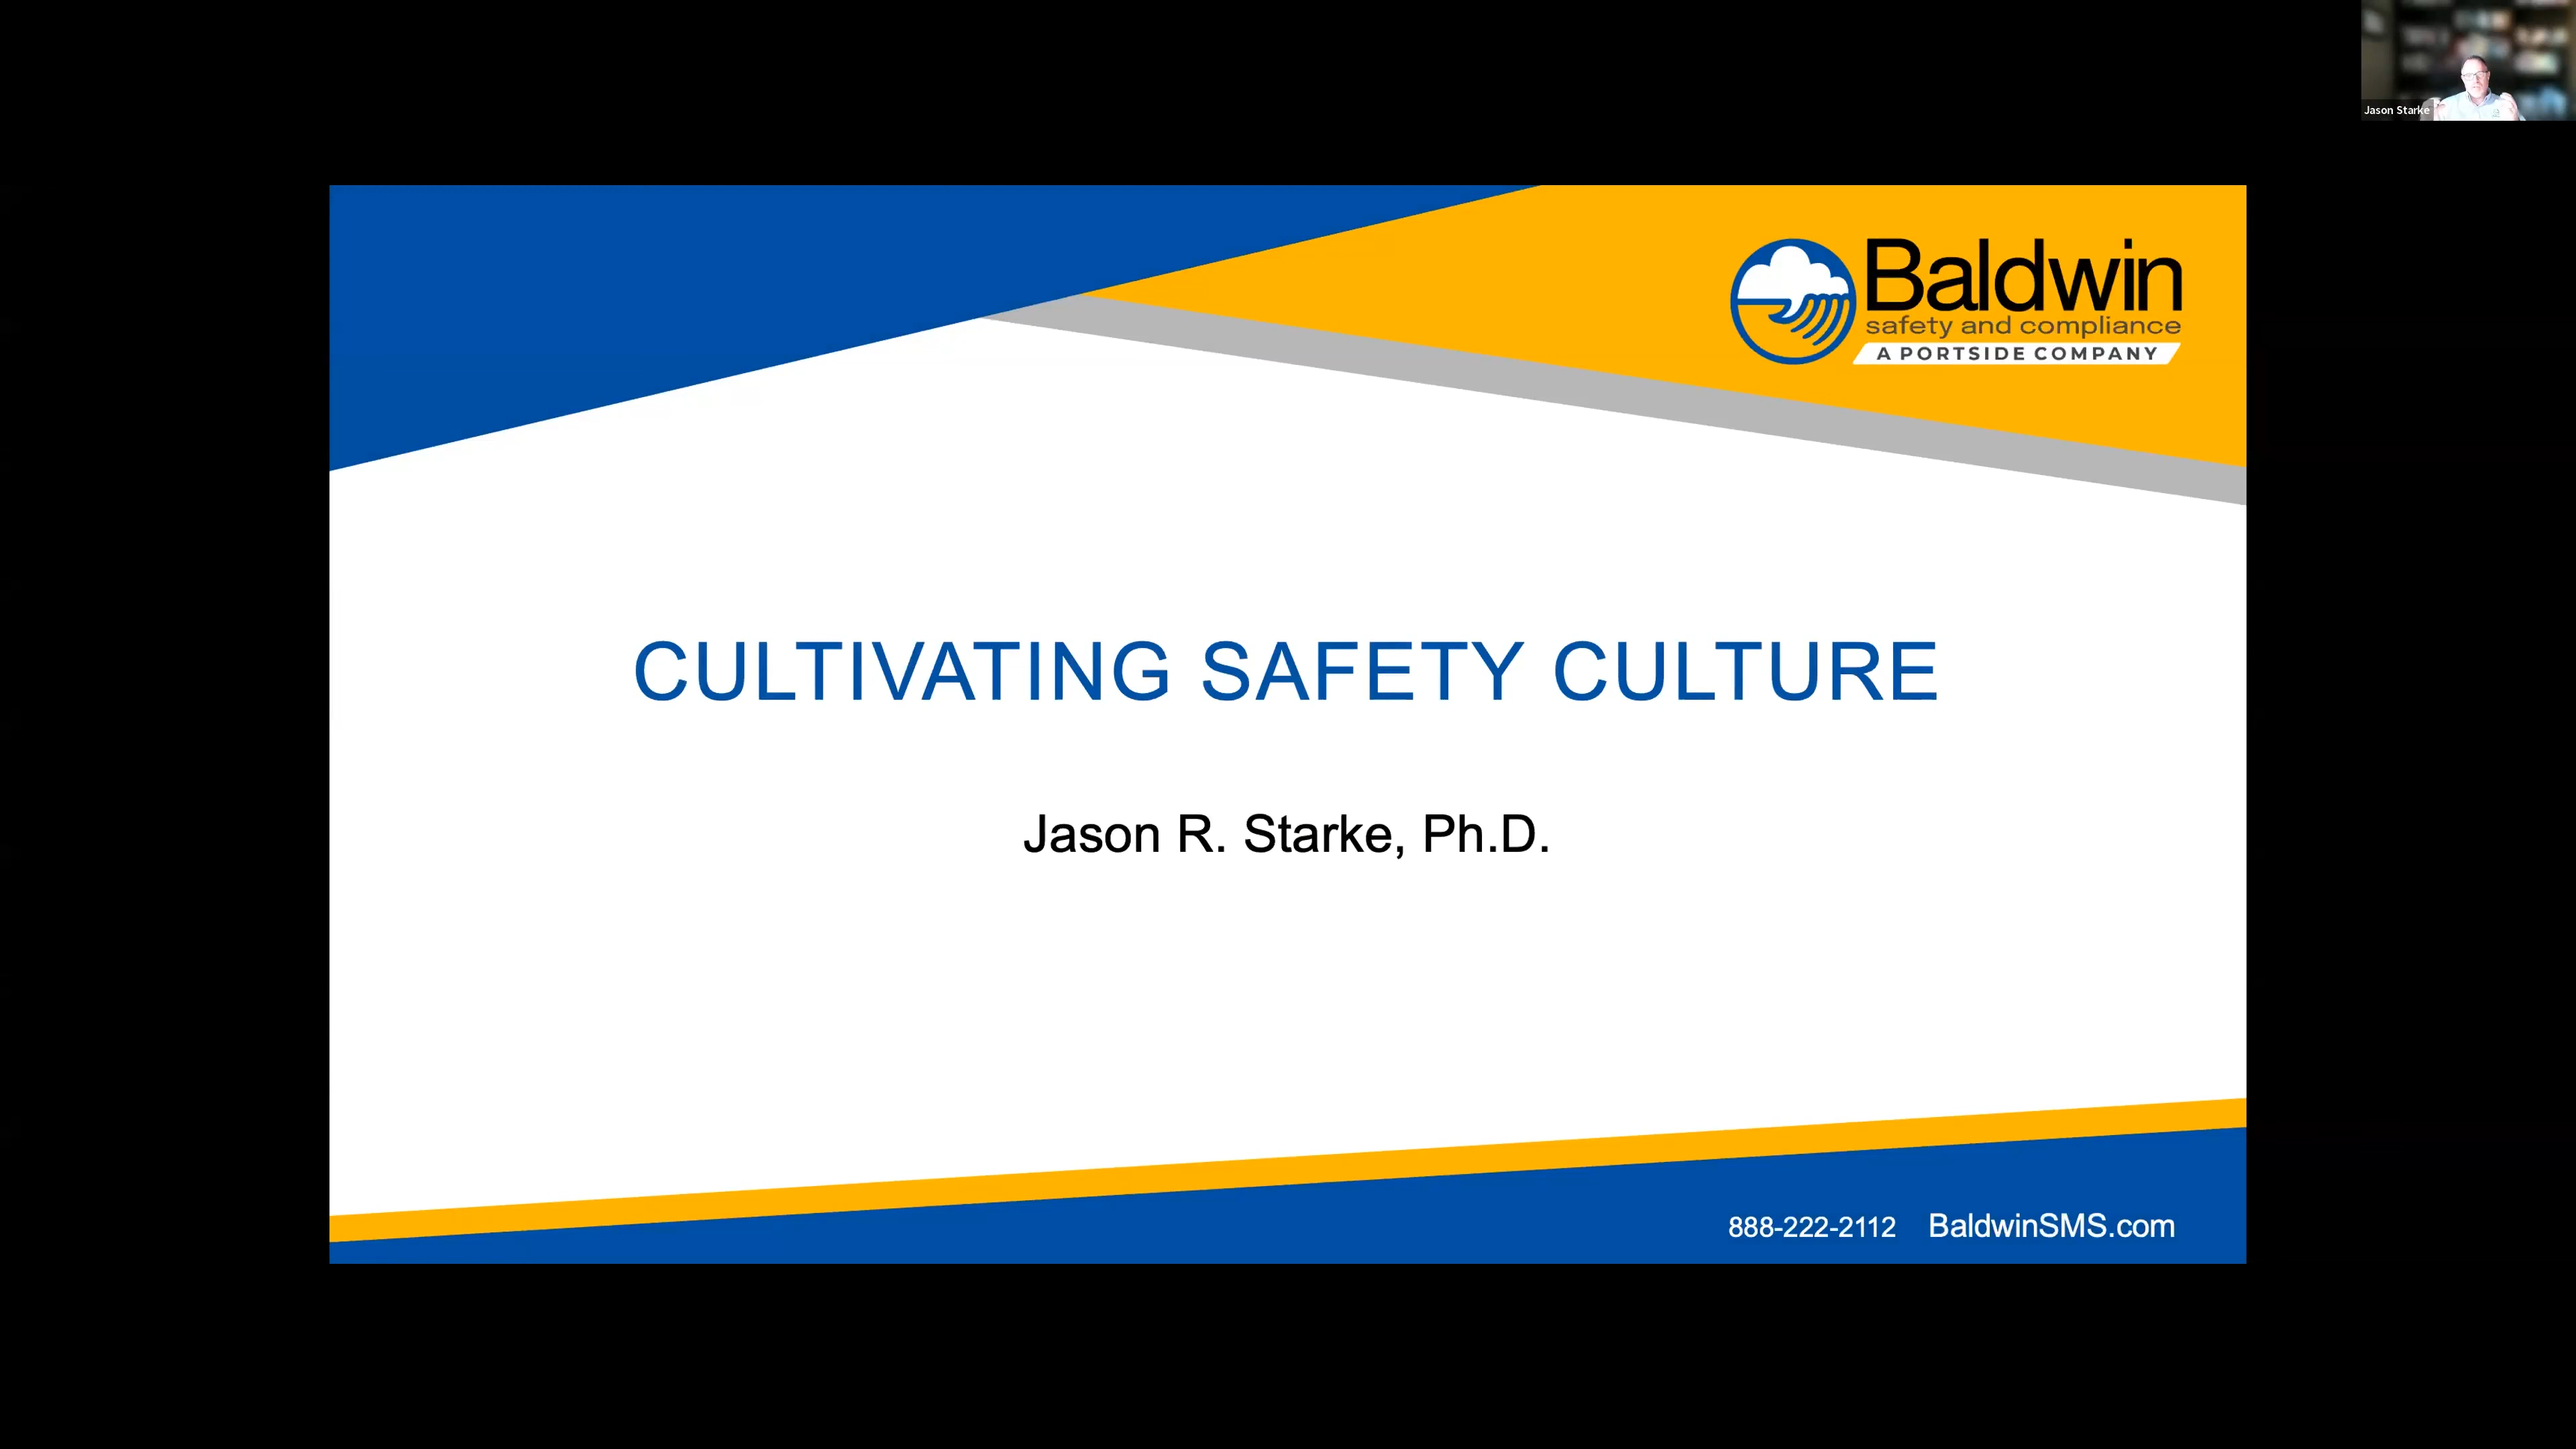 Jason Starke
Baldwin
safety and compliance
A PORTSIDE COMPANY
CULTIVATING SAFETY CULTURE
Jason R. Starke, Ph.D.
888-222-2112 BaldwinSMS.com